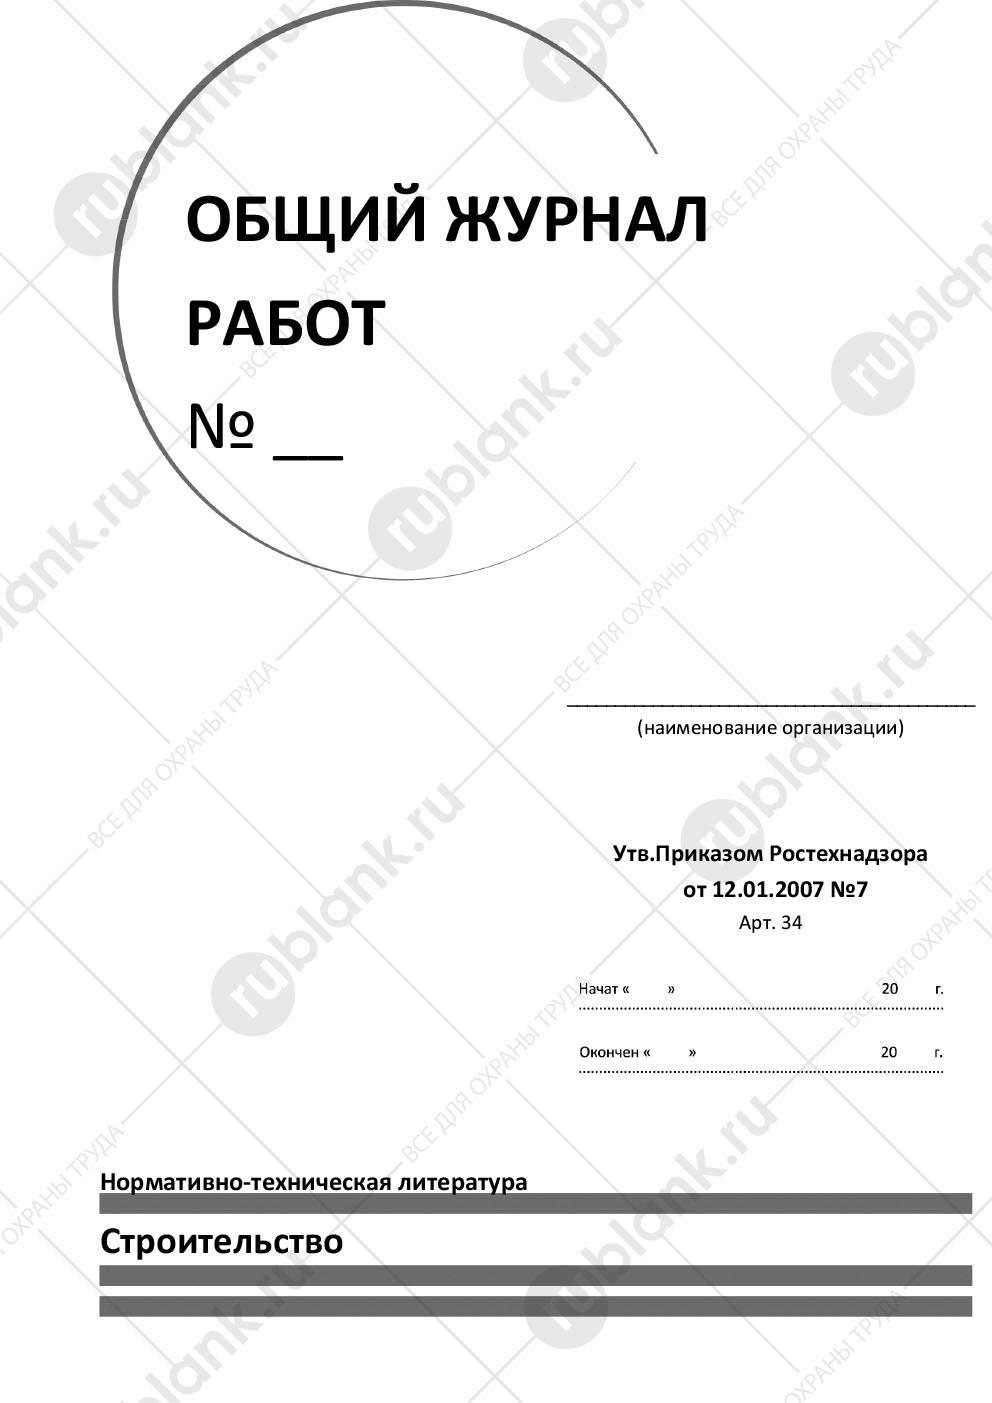 ОБЩИЙ ЖУРНАЛ
РАБОТ
№ __
(наименование организации)
Утв.Приказом Ростехнадзора
от 12.01.2007 №7
Арт. 34
Начат « » 20 г.
Окончен « » 20 г.
Нормативно-техническая литература
Строительство
rublank.ru
ВСЕ ДЛЯ ОХРАНЫ ТРУДА